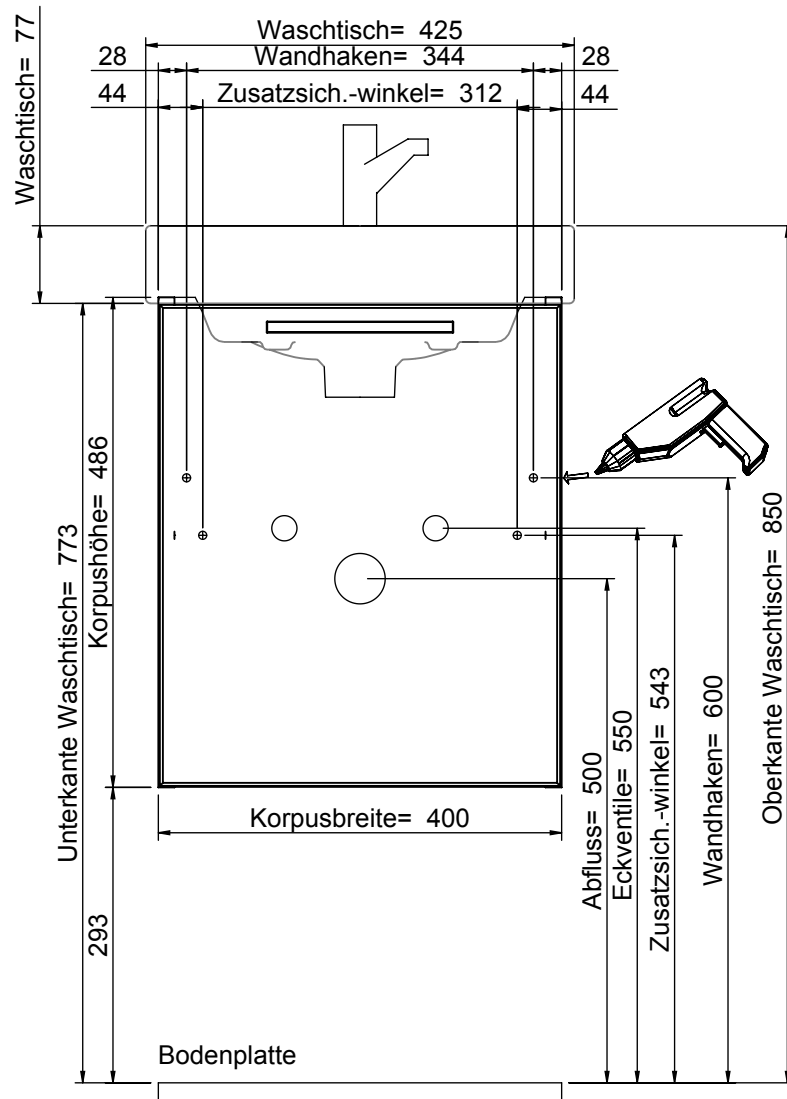 Waschtisch= 425
Waschtisch= 77
28
Wandhaken= 344
28
44
Zusatzsich.-winkel= 312
44
Unterkante Waschtisch= 773
Korpushöhe= 486
293
Korpusbreite= 400
Abfluss= 500
Eckventile= 550
Zusatzsich.-winkel= 543
Wandhaken= 600
Oberkante Waschtisch= 850
Bodenplatte